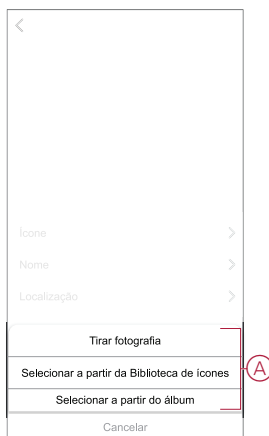 Ícone
Nome
Localização
Tirar fotografia
Selecionar a partir da Biblioteca de ícones
A
Selecionar a partir do álbum
Cancelar